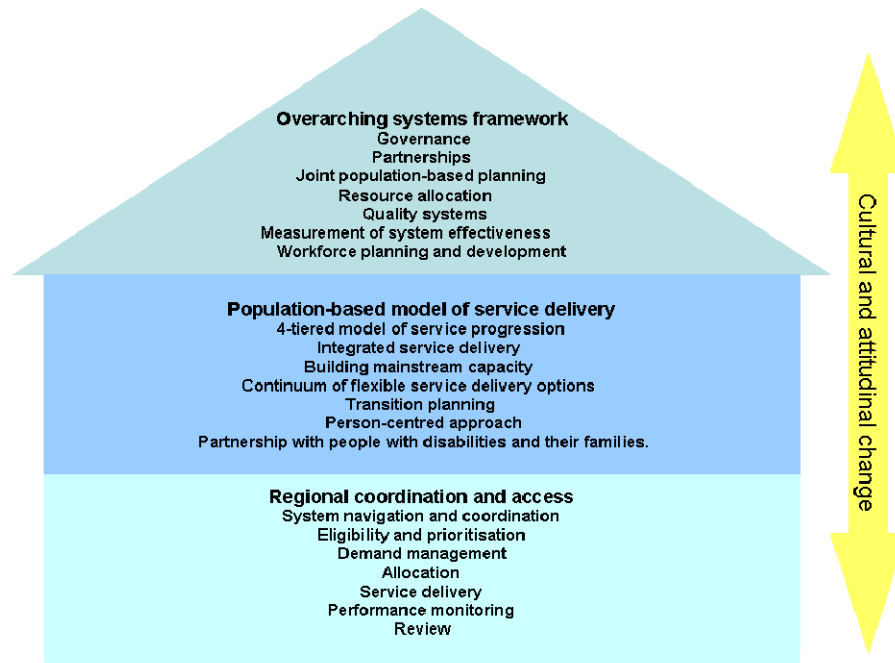 Overarching systems framework
Governance
Partnerships
Joint population-based planning
Resource allocation
Quality systems
Measurement of system effectiveness
Workforce planning and development
Population-based model of service delivery
4-tiered model of service progression
Integrated service delivery
Building mainstream capacity
Continuum of flexible service delivery options
Transition planning
Person-centred approach
Partnership with people with disabilities and their families.
Regional coordination and access
System navigation and coordination
Eligibility and prioritisation
Demand management
Allocation
Service delivery
Performance monitoring
Review
Cultural and attitudinal change